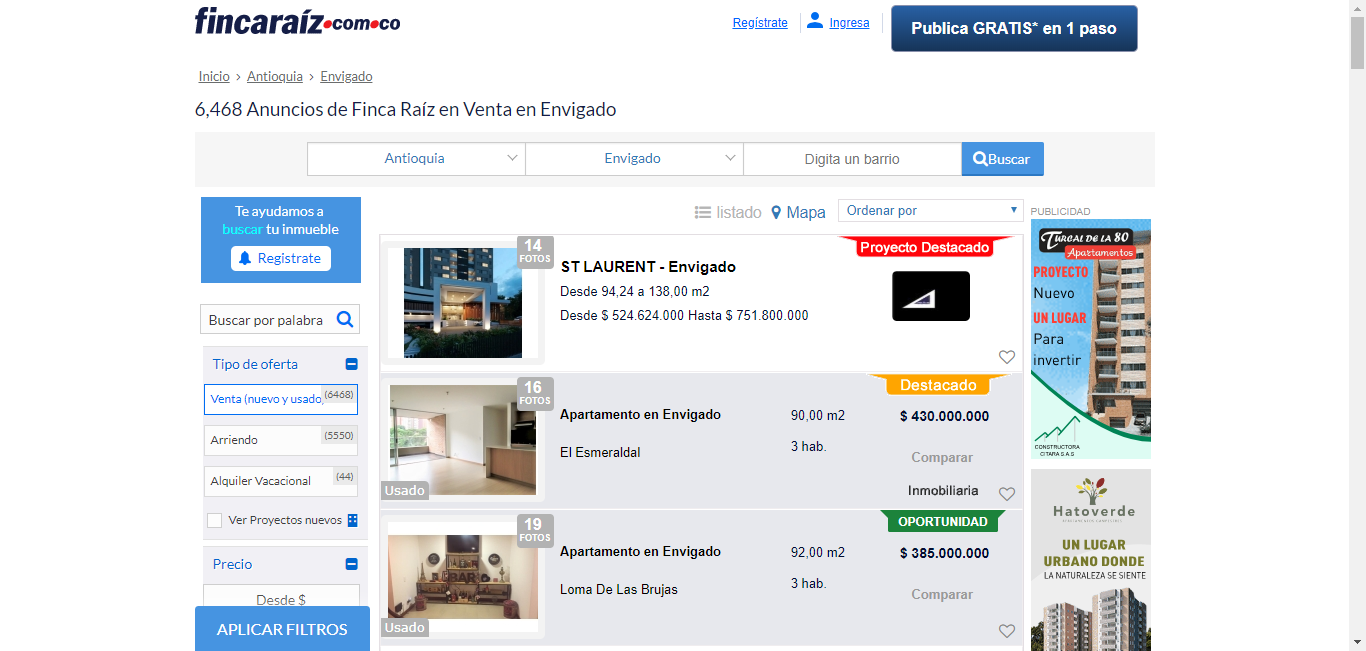 fincaraíz.com.co
Regístrate
Ingresa
Publica GRATIS* en 1 paso
Inicio › Antioquia › Envigado
6,468 Anuncios de Finca Raíz en Venta en Envigado
Antioquia
Envigado
Digita un barrio
Buscar
Te ayudamos a
buscar tu inmueble
Registrate
Buscar por palabra
Tipo de oferta
Venta (nuevo y usado)
(6468)
Arriendo
(5550)
Alquiler Vacacional
(44)
Ver Proyectos nuevos
Precio
Desde $
APLICAR FILTROS
listado
Mapa
Ordenar por
14
FOTOS
ST LAURENT - Envigado
Desde 94,24 a 138,00 m2
Desde $ 524.624.000 Hasta $ 751.800.000
Proyecto Destacado
16
FOTOS
Usado
Apartamento en Envigado
El Esmeraldal
90,00 m2
3 hab.
Destacado
$ 430.000.000
Comparar
Inmobiliaria
19
FOTOS
BAR
Usado
Apartamento en Envigado
Loma De Las Brujas
92,00 m2
3 hab.
OPORTUNIDAD
$ 385.000.000
Comparar
PUBLICIDAD
TURCAL DE LA 80
Apartamentos
PROYECTO
Nuevo
UN LUGAR
Para
invertir
CONSTRUCTORA
CITARA S.A.S
Hatoverde
UN LUGAR
URBANO DONDE
LA NATURALEZA SE SIENTE